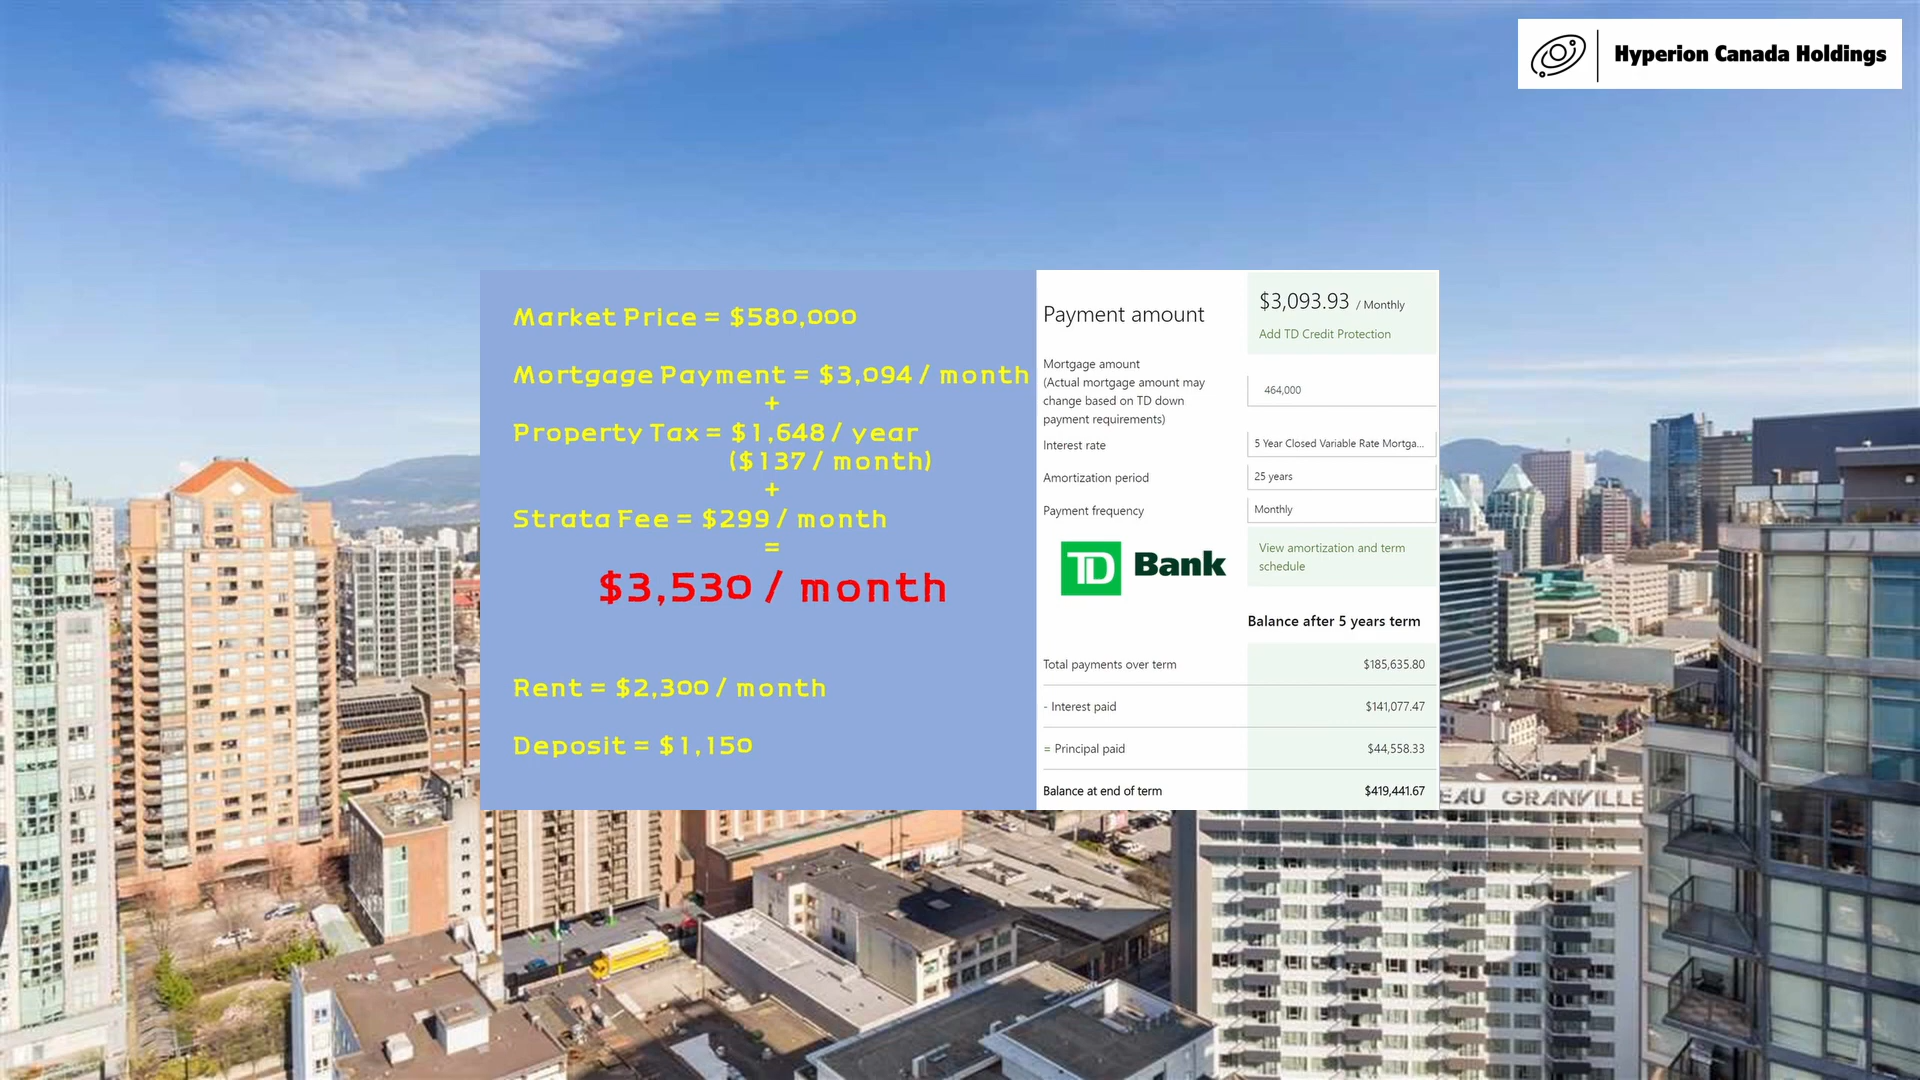 Hyperion Canada Holdings
Market Price = $580,000
Mortgage Payment = $3,094 / month
+
Property Tax = $1,648 / year
($137 / month)
+
Strata Fee = $299 / month
=
$3,530 / month
Rent = $2,300 / month
Deposit = $1,150
Payment amount
$3,093.93 / Monthly
Add TD Credit Protection
Mortgage amount
(Actual mortgage amount may
change based on TD down
payment requirements)
464,000
Interest rate
5 Year Closed Variable Rate Mortga...
Amortization period
25 years
Payment frequency
Monthly
View amortization and term
schedule
TD Bank
Balance after 5 years term
Total payments over term
$185,635.80
- Interest paid
$141,077.47
= Principal paid
$44,558.33
Balance at end of term
$419,441.67
EAU GRANVILLE